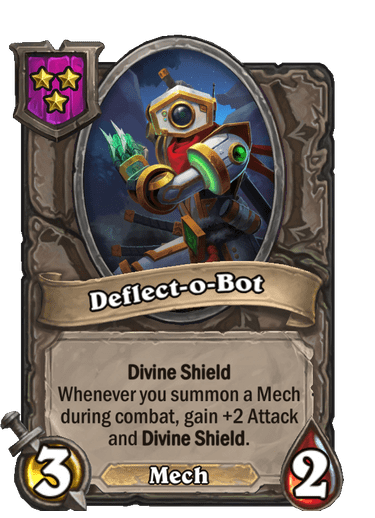 Deflect-o-Bot
Divine Shield
Whenever you summon a Mech
during combat, gain +2 Attack
and Divine Shield.
3
Mech
2